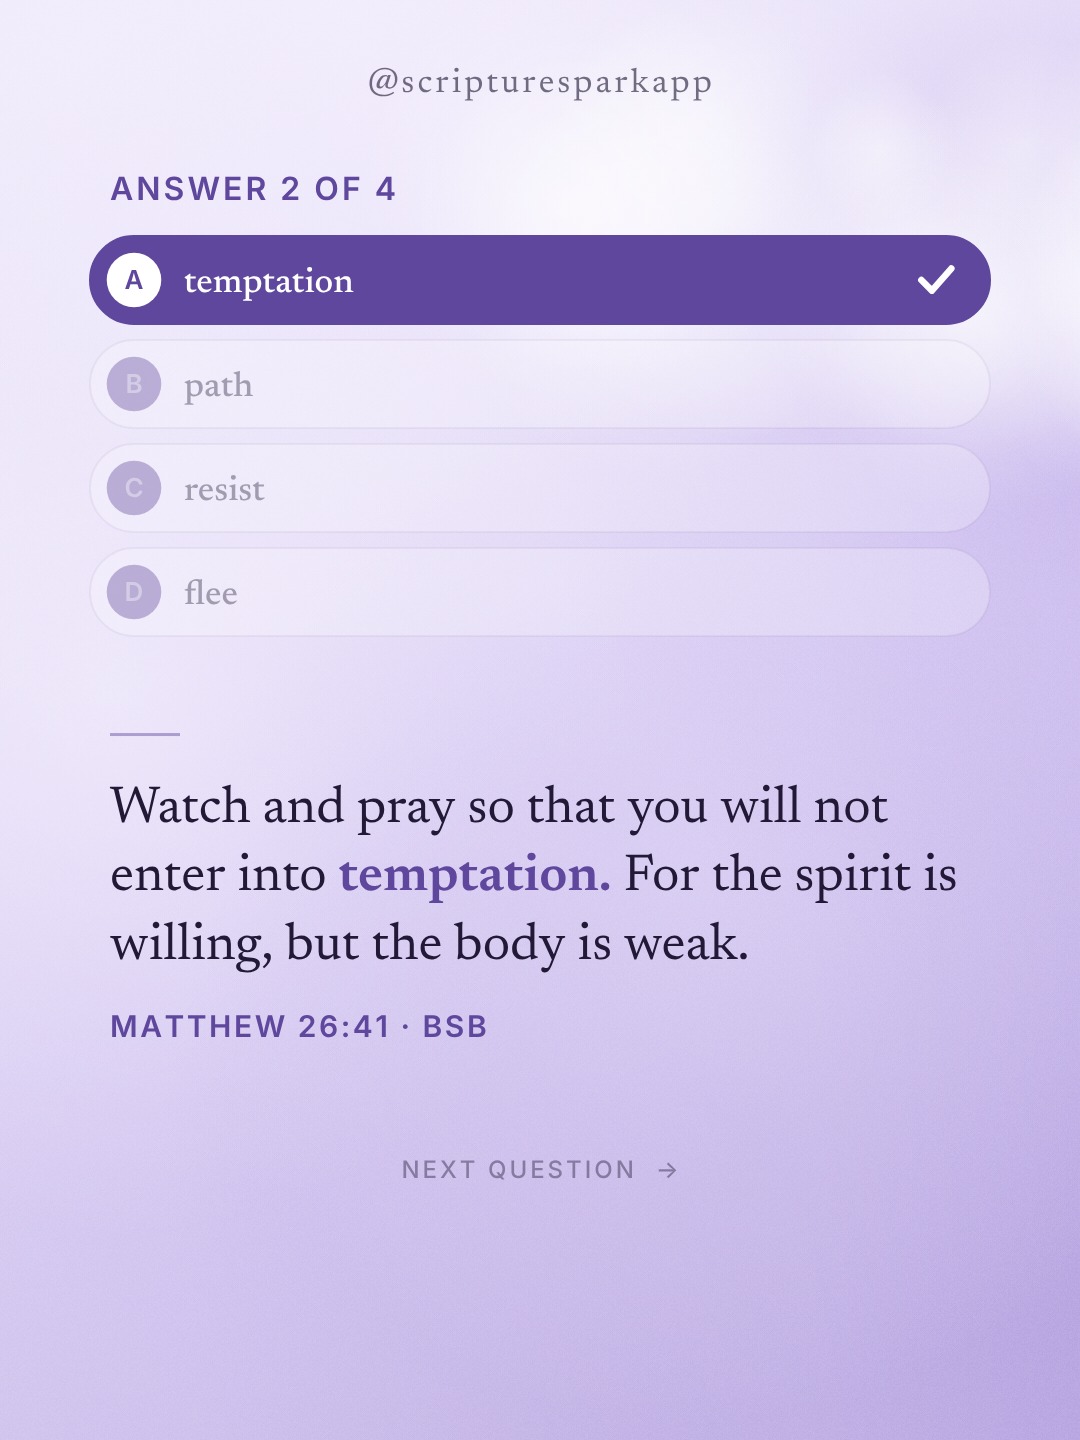 @scripturesparkapp
ANSWER 2 OF 4
A temptation
B path
C resist
D flee
Watch and pray so that you will not
enter into temptation. For the spirit is
willing, but the body is weak.
MATTHEW 26:41 · BSB
NEXT QUESTION →